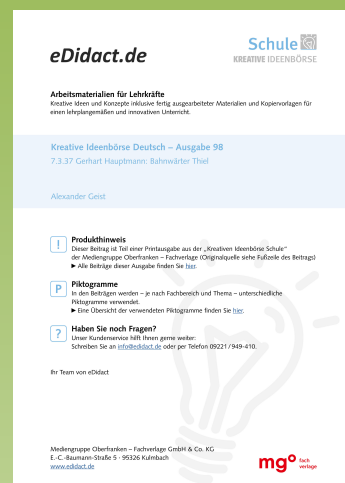 eDidact.de
Schule
KREATIVE IDEENBÖRSE
Arbeitsmaterialien für Lehrkräfte
Kreative Ideen und Konzepte inklusive fertig ausgearbeiteter Materialien und Kopiervorlagen für
einen lehrplangemäßen und innovativen Unterricht.
Kreative Ideenbörse Deutsch – Ausgabe 98
7.3.37 Gerhart Hauptmann: Bahnwärter Thiel
Alexander Geist
! Produkthinweis
Dieser Beitrag ist Teil einer Printausgabe aus der „Kreativen Ideenbörse Schule“
der Mediengruppe Oberfranken – Fachverlage (Originalquelle siehe Fußzeile des Beitrags)
▶ Alle Beiträge dieser Ausgabe finden Sie hier.
P Piktogramme
In den Beiträgen werden – je nach Fachbereich und Thema – unterschiedliche
Piktogramme verwendet.
▶ Eine Übersicht der verwendeten Piktogramme finden Sie hier.
? Haben Sie noch Fragen?
Unser Kundenservice hilft Ihnen gerne weiter:
Schreiben Sie an info@edidact.de oder per Telefon 09221/949-410.
Ihr Team von eDidact
Mediengruppe Oberfranken – Fachverlage GmbH & Co. KG
E.-C.-Baumann-Straße 5 · 95326 Kulmbach
www.edidact.de
mgo fach
verlage